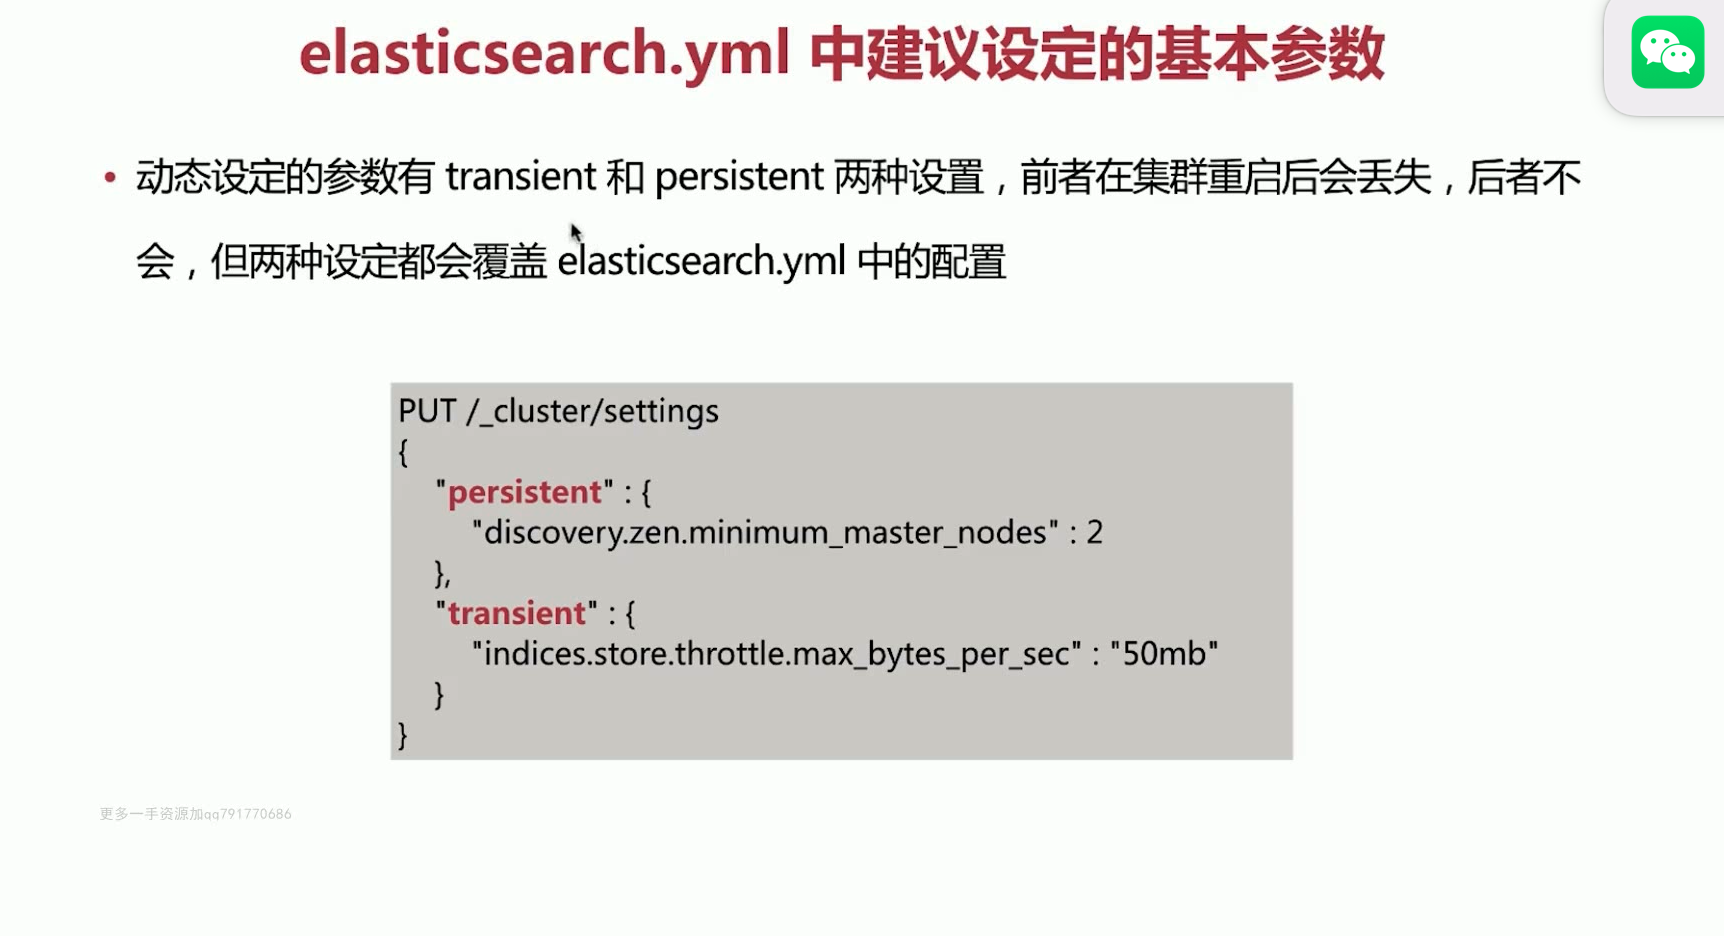 elasticsearch.yml 中建议设定的基本参数
• 动态设定的参数有 transient 和 persistent 两种设置，前者在集群重启后会丢失，后者不
会，但两种设定都会覆盖 elasticsearch.yml 中的配置
PUT /_cluster/settings
{
"persistent" : {
"discovery.zen.minimum_master_nodes" : 2
},
"transient" : {
"indices.store.throttle.max_bytes_per_sec" : "50mb"
}
}
更多一手资源加qq791770686